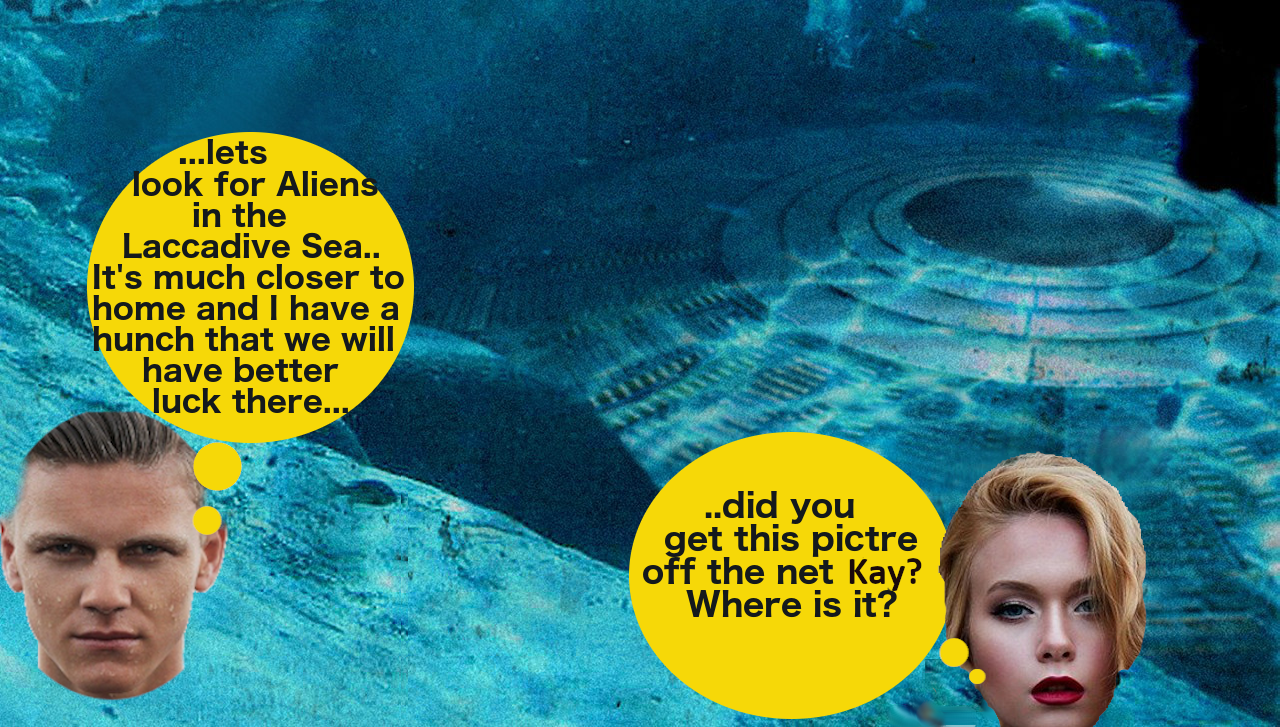 ...lets
look for Aliens
in the
Laccadive Sea..
It's much closer to
home and I have a
hunch that we will
have better
luck there...
..did you
get this pictre
off the net Kay?
Where is it?